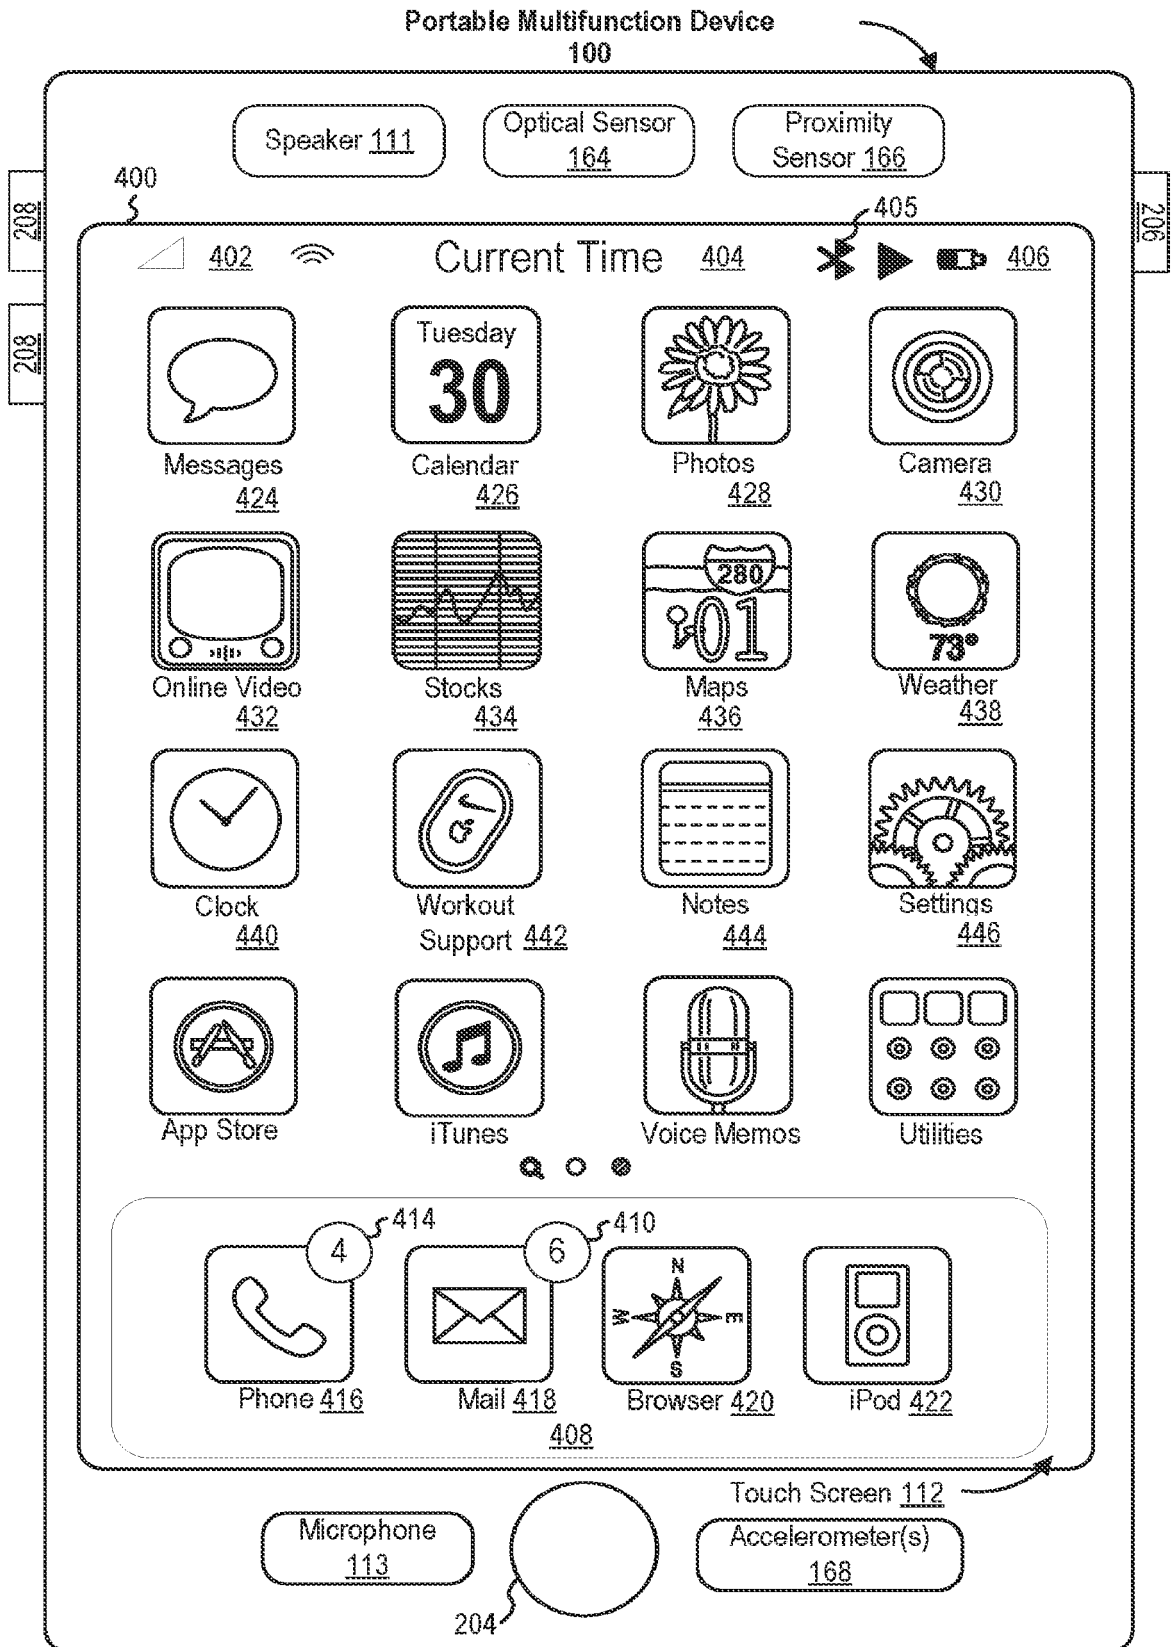 Portable Multifunction Device
100
Speaker 111
Optical Sensor
164
Proximity
Sensor 166
400
208
206
405
402
Current Time
404
406
208
Tuesday
30
Messages
424
Calendar
426
Photos
428
Camera
430
280
01
73°
Online Video
432
Stocks
434
Maps
436
Weather
438
Clock
440
Workout
Support 442
Notes
444
Settings
446
App Store
iTunes
Voice Memos
Utilities
4
414
6
410
N
W
E
S
Phone 416
Mail 418
Browser 420
iPod 422
408
Touch Screen 112
Microphone
113
Accelerometer(s)
168
204